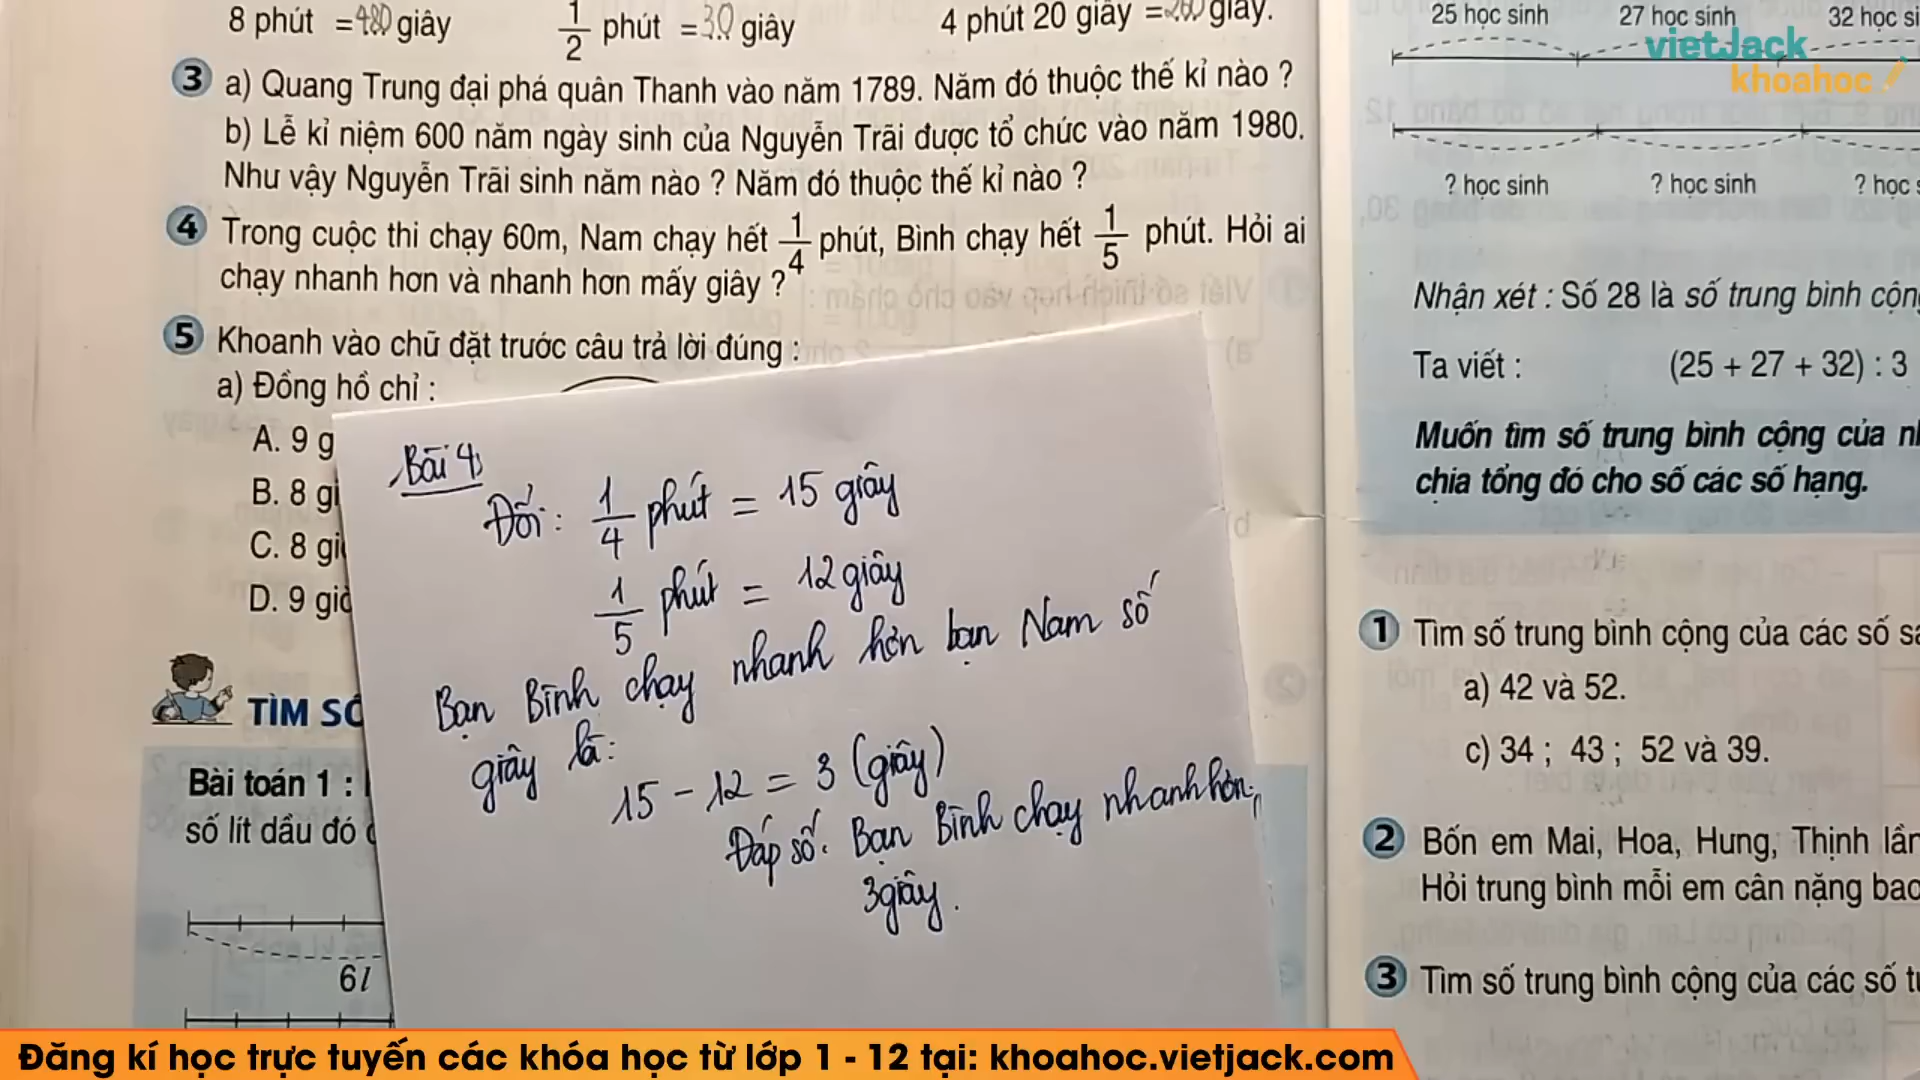 8 phút = 480 giây 1/2 phút = 30 giây 4 phút 20 giây = 260 giây.
3 a) Quang Trung đại phá quân Thanh vào năm 1789. Năm đó thuộc thế kỉ nào ?
b) Lễ kỉ niệm 600 năm ngày sinh của Nguyễn Trãi được tổ chức vào năm 1980.
Như vậy Nguyễn Trãi sinh năm nào ? Năm đó thuộc thế kỉ nào ?
4 Trong cuộc thi chạy 60m, Nam chạy hết 1/4 phút, Bình chạy hết 1/5 phút. Hỏi ai
chạy nhanh hơn và nhanh hơn mấy giây ?
5 Khoanh vào chữ đặt trước câu trả lời đúng :
a) Đồng hồ chỉ :
A. 9 g
B. 8 gi
C. 8 gi
D. 9 giờ
TÌM SỐ
Bài toán 1 :
số lít dầu đó
6l
Bài 4
Đổi: 1/4 phút = 15 giây
1/5 phút = 12 giây
Bạn Bình chạy nhanh hơn bạn Nam số
giây là:
15 - 12 = 3 (giây)
Đáp số: Bạn Bình chạy nhanh hơn,
3 giây.
25 học sinh 27 học sinh 32 học si
vietJack
khoahoc
? học sinh ? học sinh ? học s
Nhận xét : Số 28 là số trung bình cộng
Ta viết : (25 + 27 + 32) : 3
Muốn tìm số trung bình cộng của nh
chia tổng đó cho số các số hạng.
1 Tìm số trung bình cộng của các số sa
a) 42 và 52.
c) 34 ; 43 ; 52 và 39.
2 Bốn em Mai, Hoa, Hưng, Thịnh lần
Hỏi trung bình mỗi em cân nặng bao
3 Tìm số trung bình cộng của các số tự
Đăng kí học trực tuyến các khóa học từ lớp 1 - 12 tại: khoahoc.vietjack.com